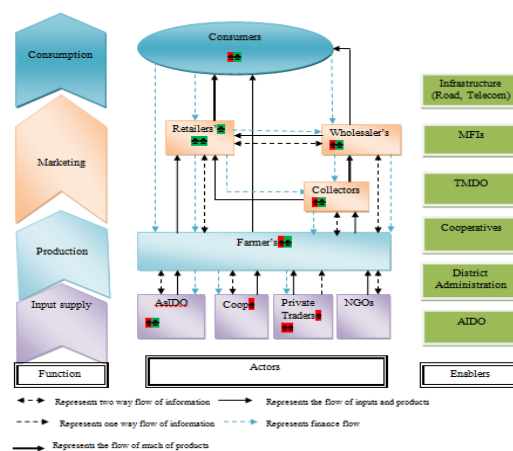 Consumption
Marketing
Production
Input supply
Function
Consumers
Retailers'
Wholesaler's
Collectors
Farmer's
AaIDO
Coop
Private
Traders
NGOs
Actors
Infrastructure
(Road, Telecom)
MFIs
TMDO
Cooperatives
District
Administration
AIDO
Enablers
Represents two way flow of information
Represents the flow of inputs and products
Represents one way flow of information
Represents finance flow
Represents the flow of much of products